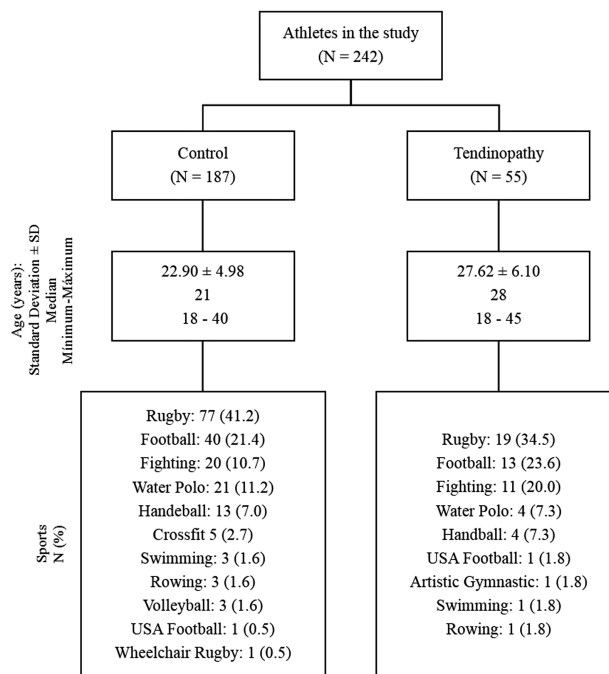 Athletes in the study
(N = 242)
Control
(N = 187)
Tendinopathy
(N = 55)
Age (years):
Standard Deviation ± SD
Median
Mínimum-Máximum
22.90 ± 4.98
21
18 - 40
27.62 ± 6.10
28
18 - 45
Sports
N (%)
Rugby: 77 (41.2)
Football: 40 (21.4)
Fighting: 20 (10.7)
Water Polo: 21 (11.2)
Handeball: 13 (7.0)
Crossfit 5 (2.7)
Swimming: 3 (1.6)
Rowing: 3 (1.6)
Volleyball: 3 (1.6)
USA Football: 1 (0.5)
Wheelchair Rugby: 1 (0.5)
Rugby: 19 (34.5)
Football: 13 (23.6)
Fighting: 11 (20.0)
Water Polo: 4 (7.3)
Handball: 4 (7.3)
USA Football: 1 (1.8)
Artistic Gymnastic: 1 (1.8)
Swimming: 1 (1.8)
Rowing: 1 (1.8)